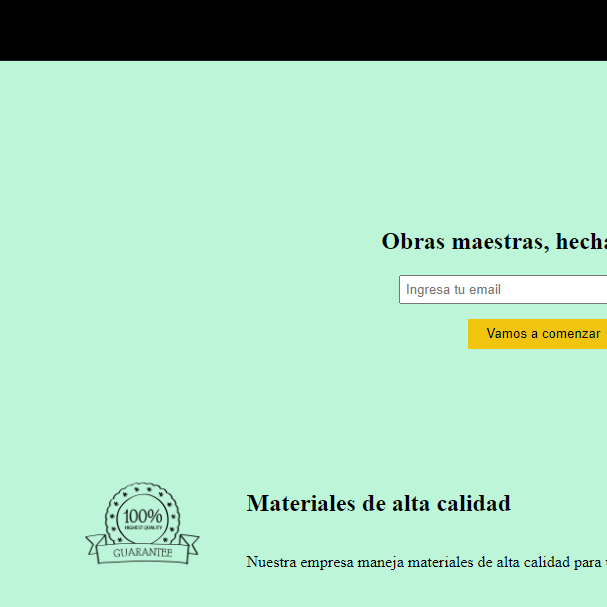 Obras maestras, hecha
Ingresa tu email
Vamos a comenzar
100%
HIGHEST QUALITY
GUARANTEE
Materiales de alta calidad
Nuestra empresa maneja materiales de alta calidad para